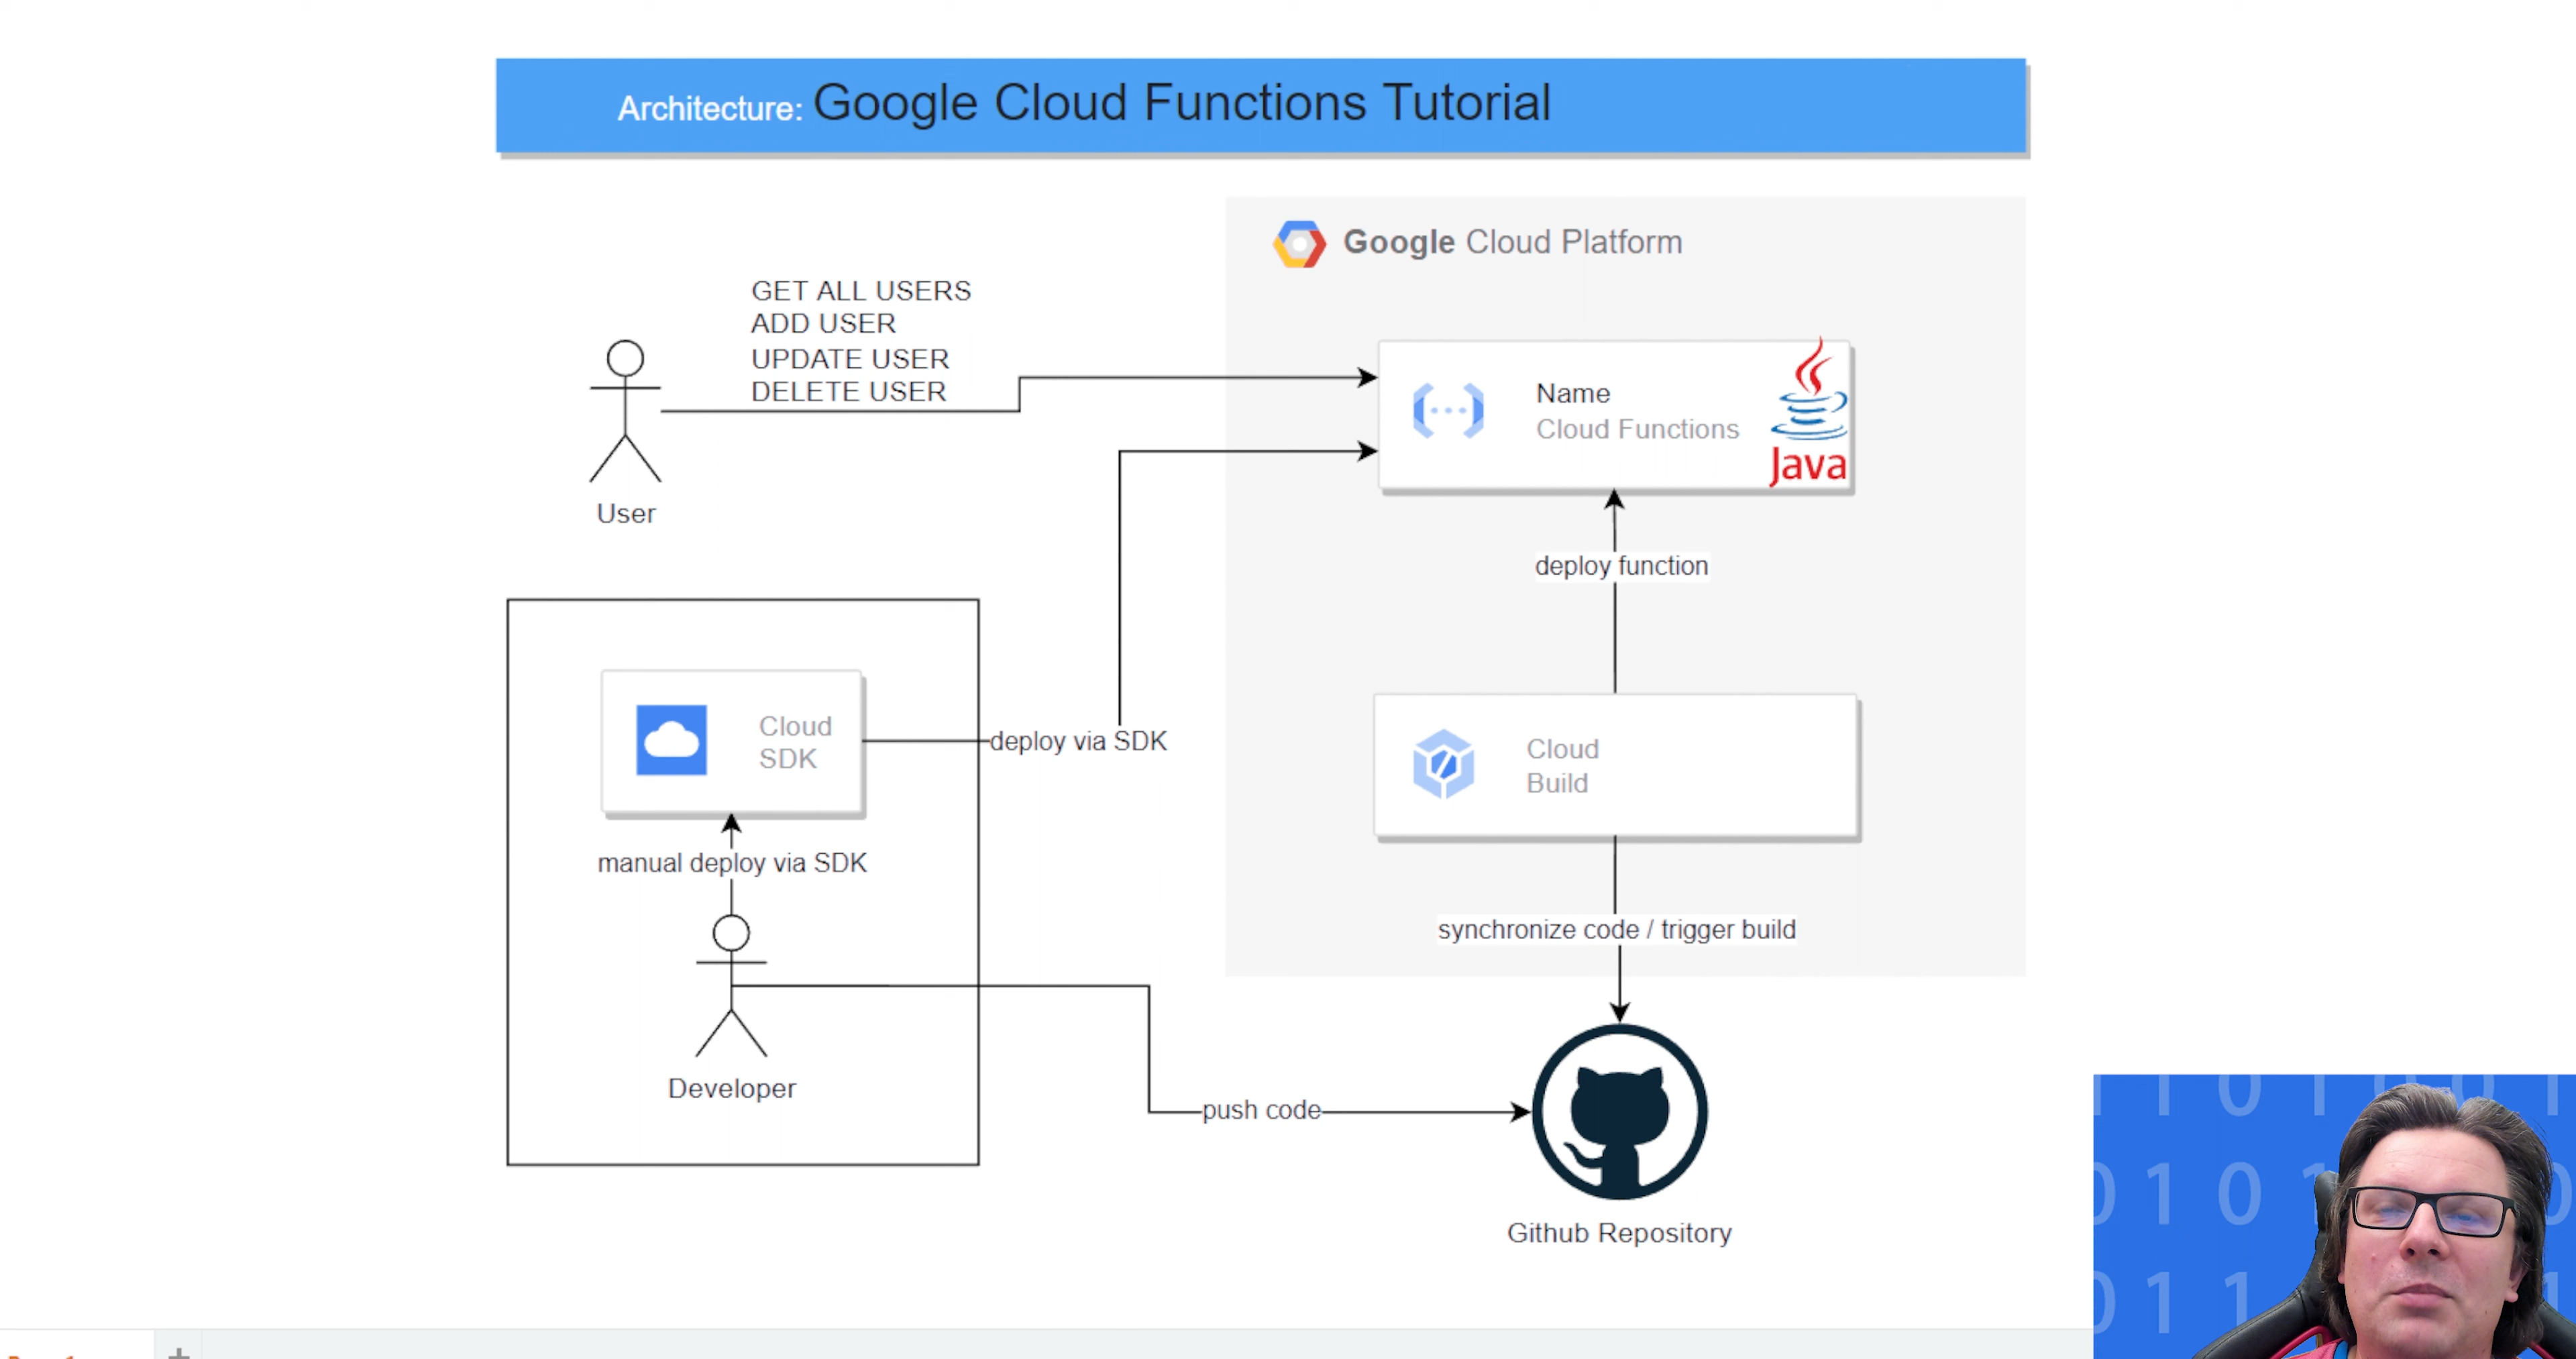 Architecture: Google Cloud Functions Tutorial
Google Cloud Platform
GET ALL USERS
ADD USER
UPDATE USER
DELETE USER
Name
Cloud Functions
Java
User
deploy function
Cloud
SDK
deploy via SDK
Cloud
Build
manual deploy via SDK
synchronize code / trigger build
Developer
push code
Github Repository